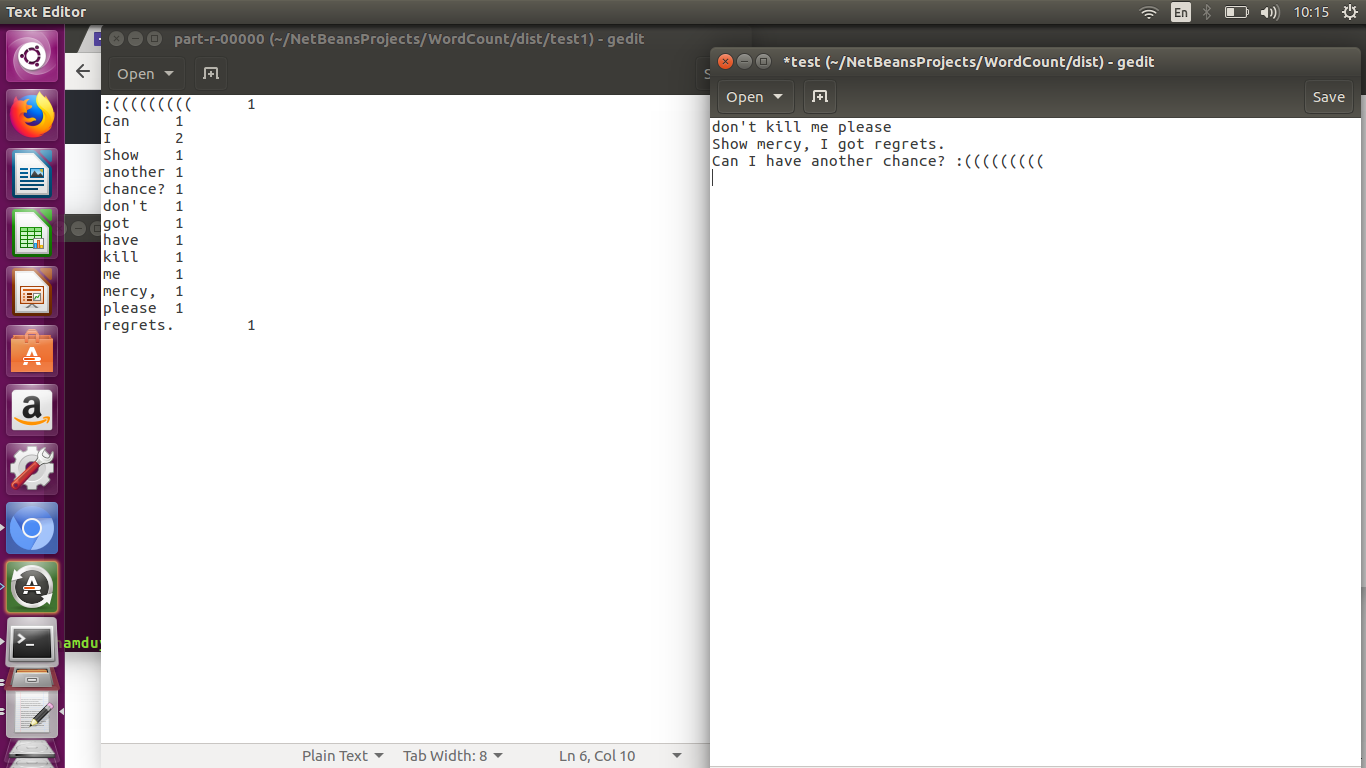 Text Editor
En
10:15
part-r-00000 (~/NetBeansProjects/WordCount/dist/test1) - gedit
Open
:((((((((( 1
Can 1
I 2
Show 1
another 1
chance? 1
don't 1
got 1
have 1
kill 1
me 1
mercy, 1
please 1
regrets. 1
Plain Text
Tab Width: 8
Ln 6, Col 10
*test (~/NetBeansProjects/WordCount/dist) - gedit
Open
Save
don't kill me please
Show mercy, I got regrets.
Can I have another chance? :(((((((((